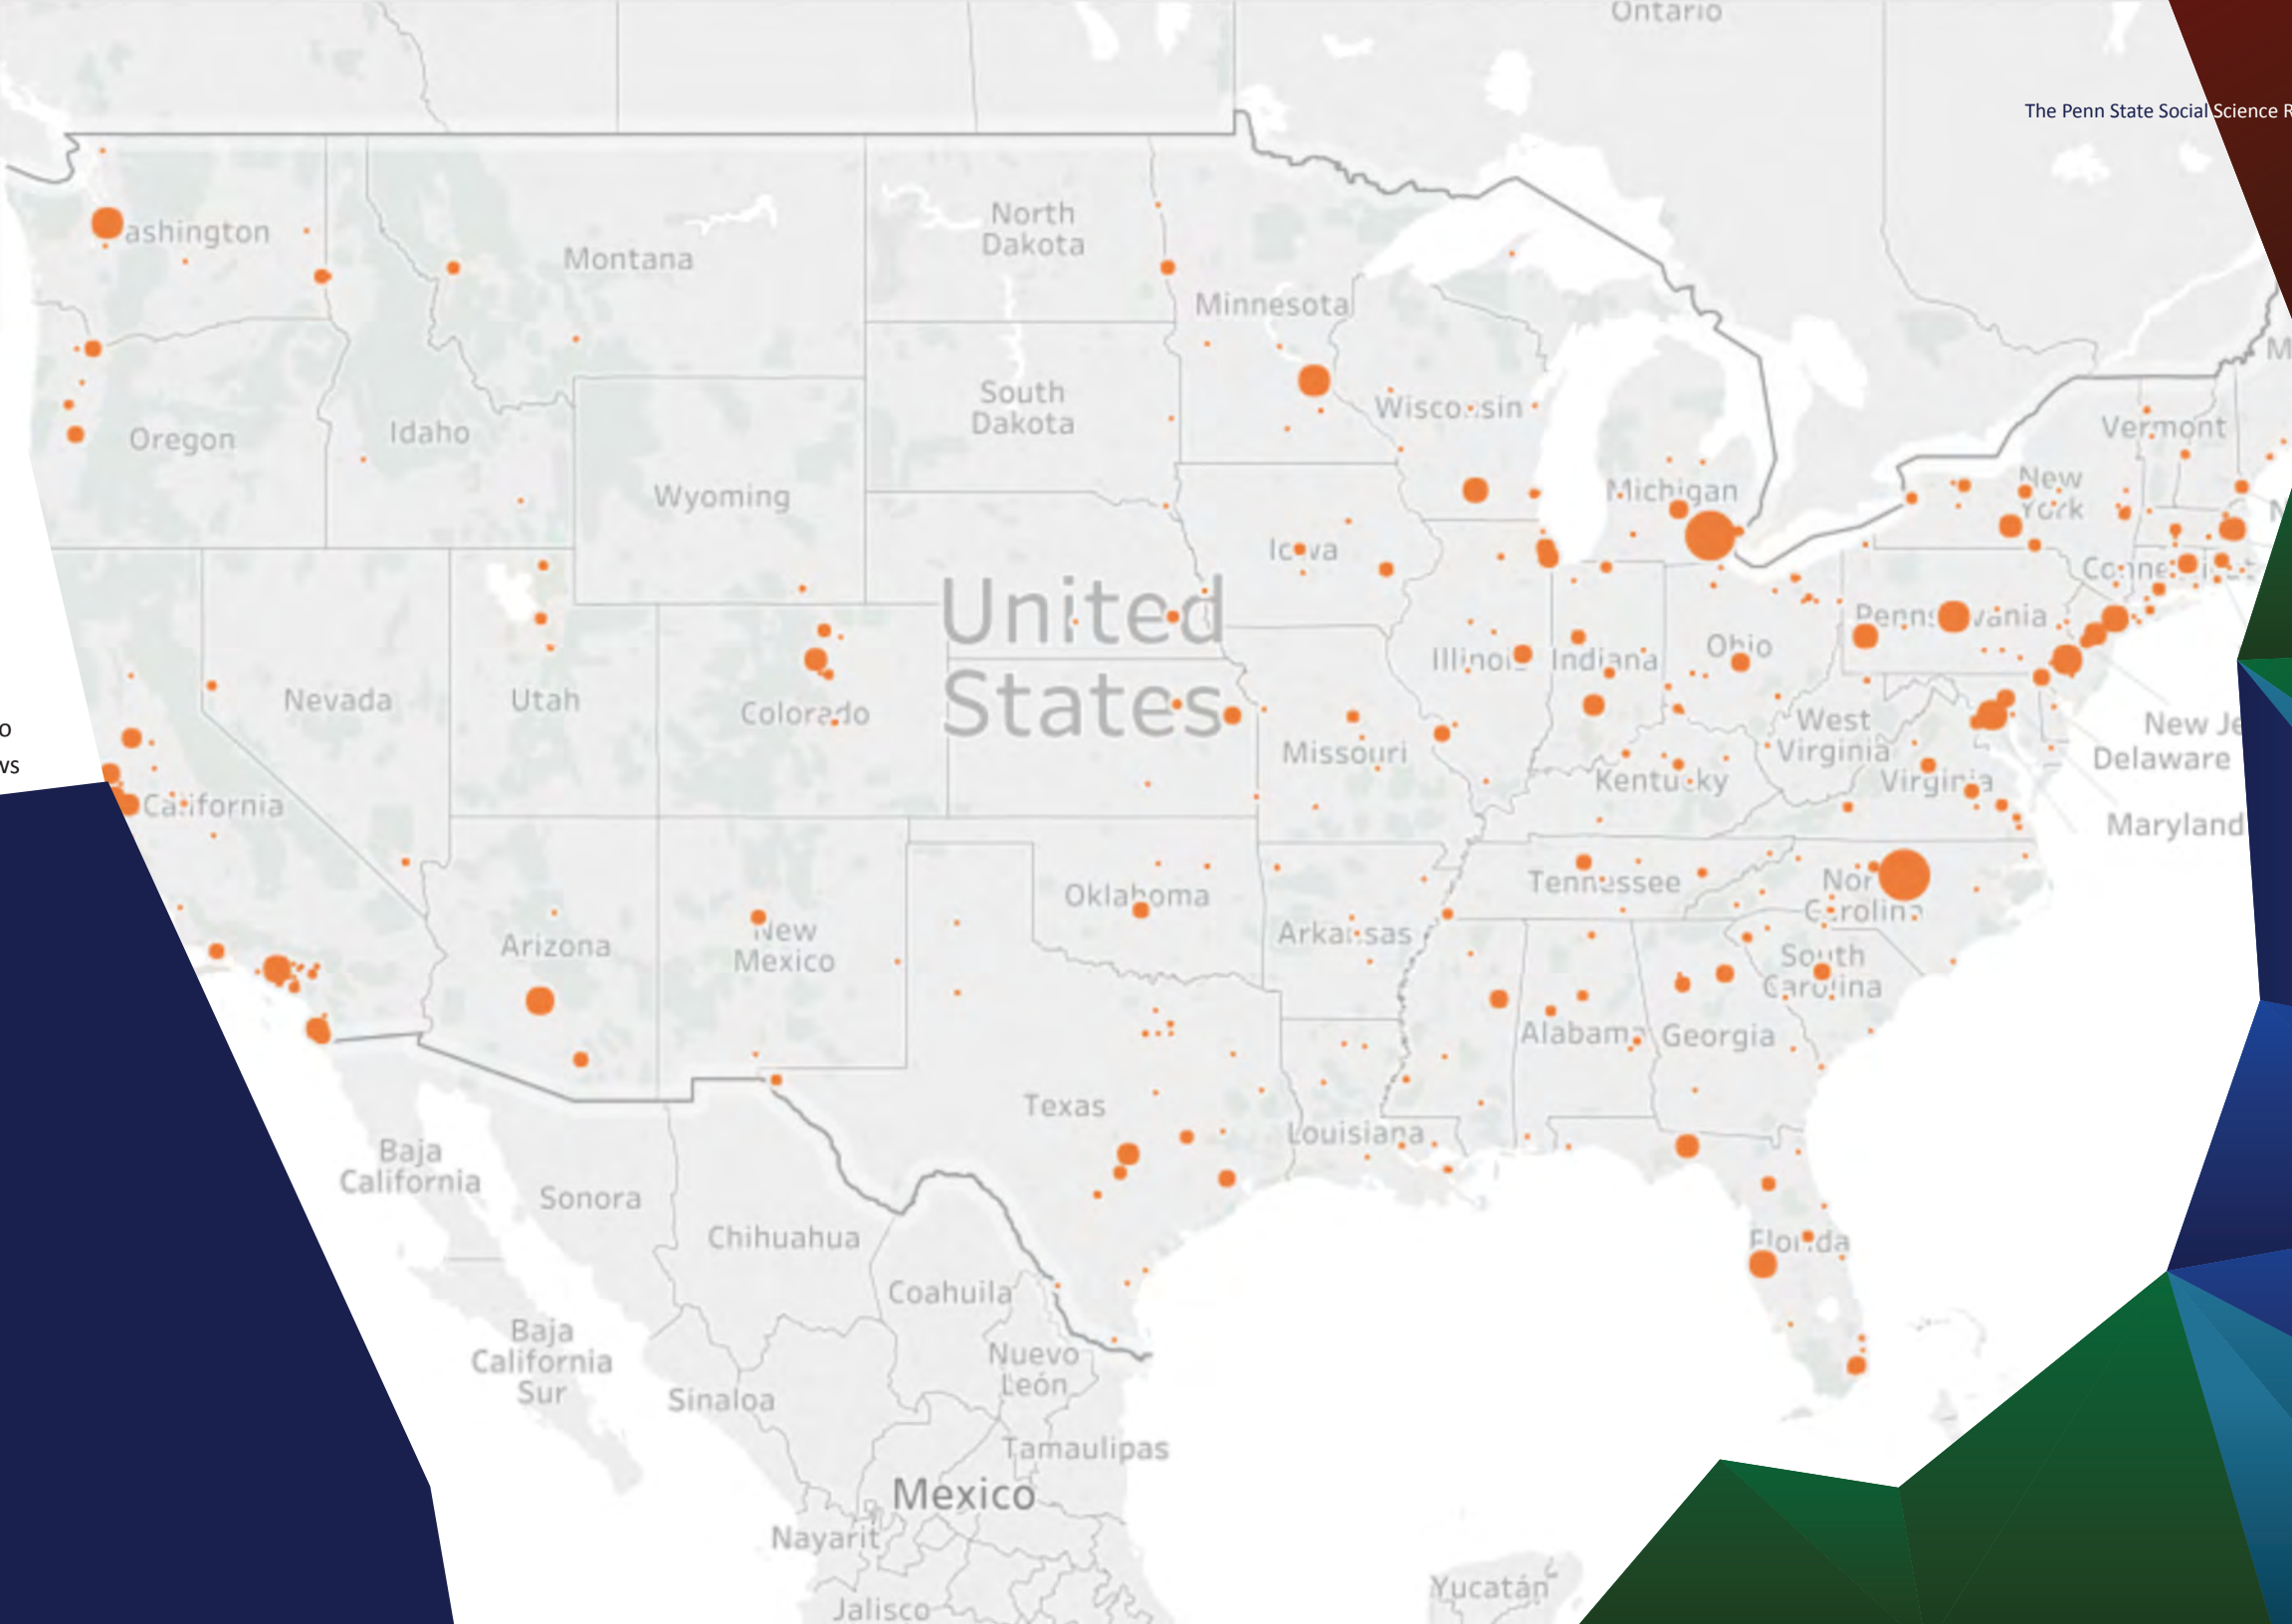 Ontario
The Penn State Social Science R
ashington
Montana
North
Dakota
Minnesota
Vermont
South
Dakota
Wisconsin
Oregon
Idaho
Wyoming
Michigan
New
York
Iowa
United
States
Pennsylvania
Illinois
Indiana
Ohio
Nevada
Utah
Colorado
Missouri
West
Virginia
Kentucky
Virginia
New Je
Delaware
Maryland
o
ws
California
Oklahoma
Tennessee
Nor
Carolina
Arizona
New
Mexico
Arkansas
South
Carolina
Alabama
Georgia
Texas
Louisiana
Baja
California
Sonora
Chihuahua
Florida
Coahuila
Baja
California
Sur
Nuevo
León
Sinaloa
Tamaulipas
Mexico
Nayarit
Yucatán
Jalisco